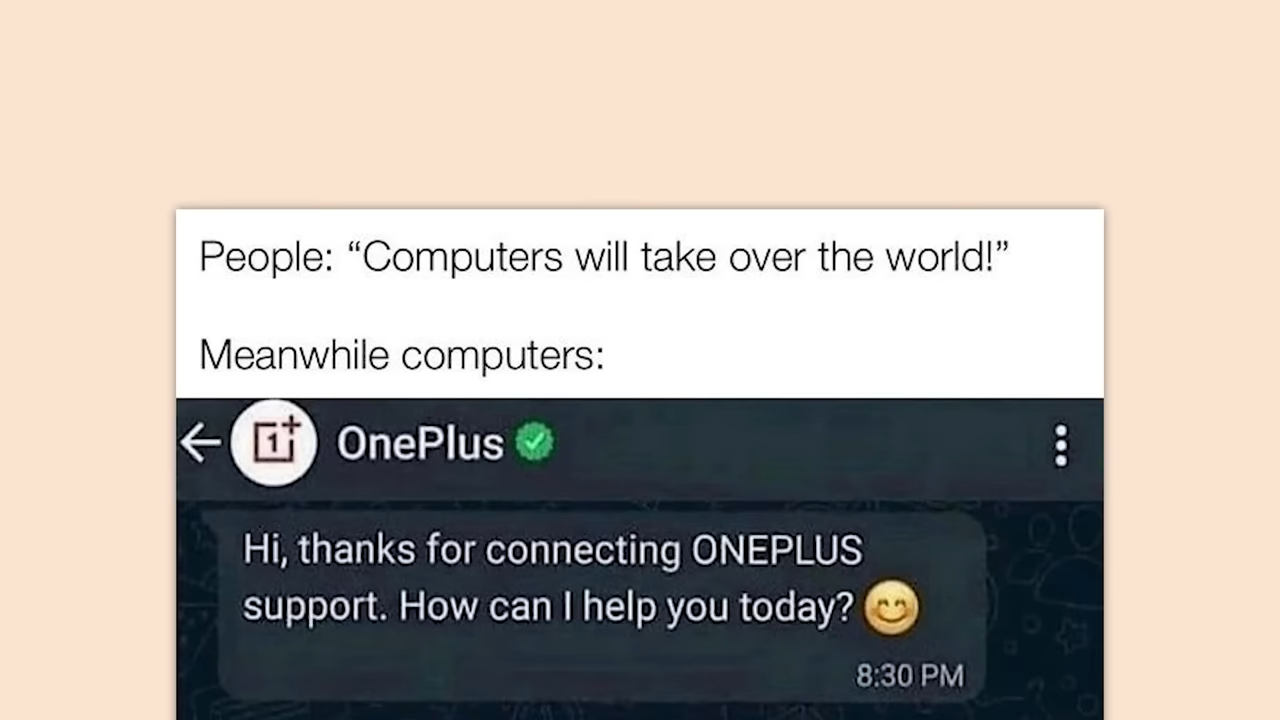 People: “Computers will take over the world!”
Meanwhile computers:
OnePlus
Hi, thanks for connecting ONEPLUS
support. How can I help you today? 😊
8:30 PM